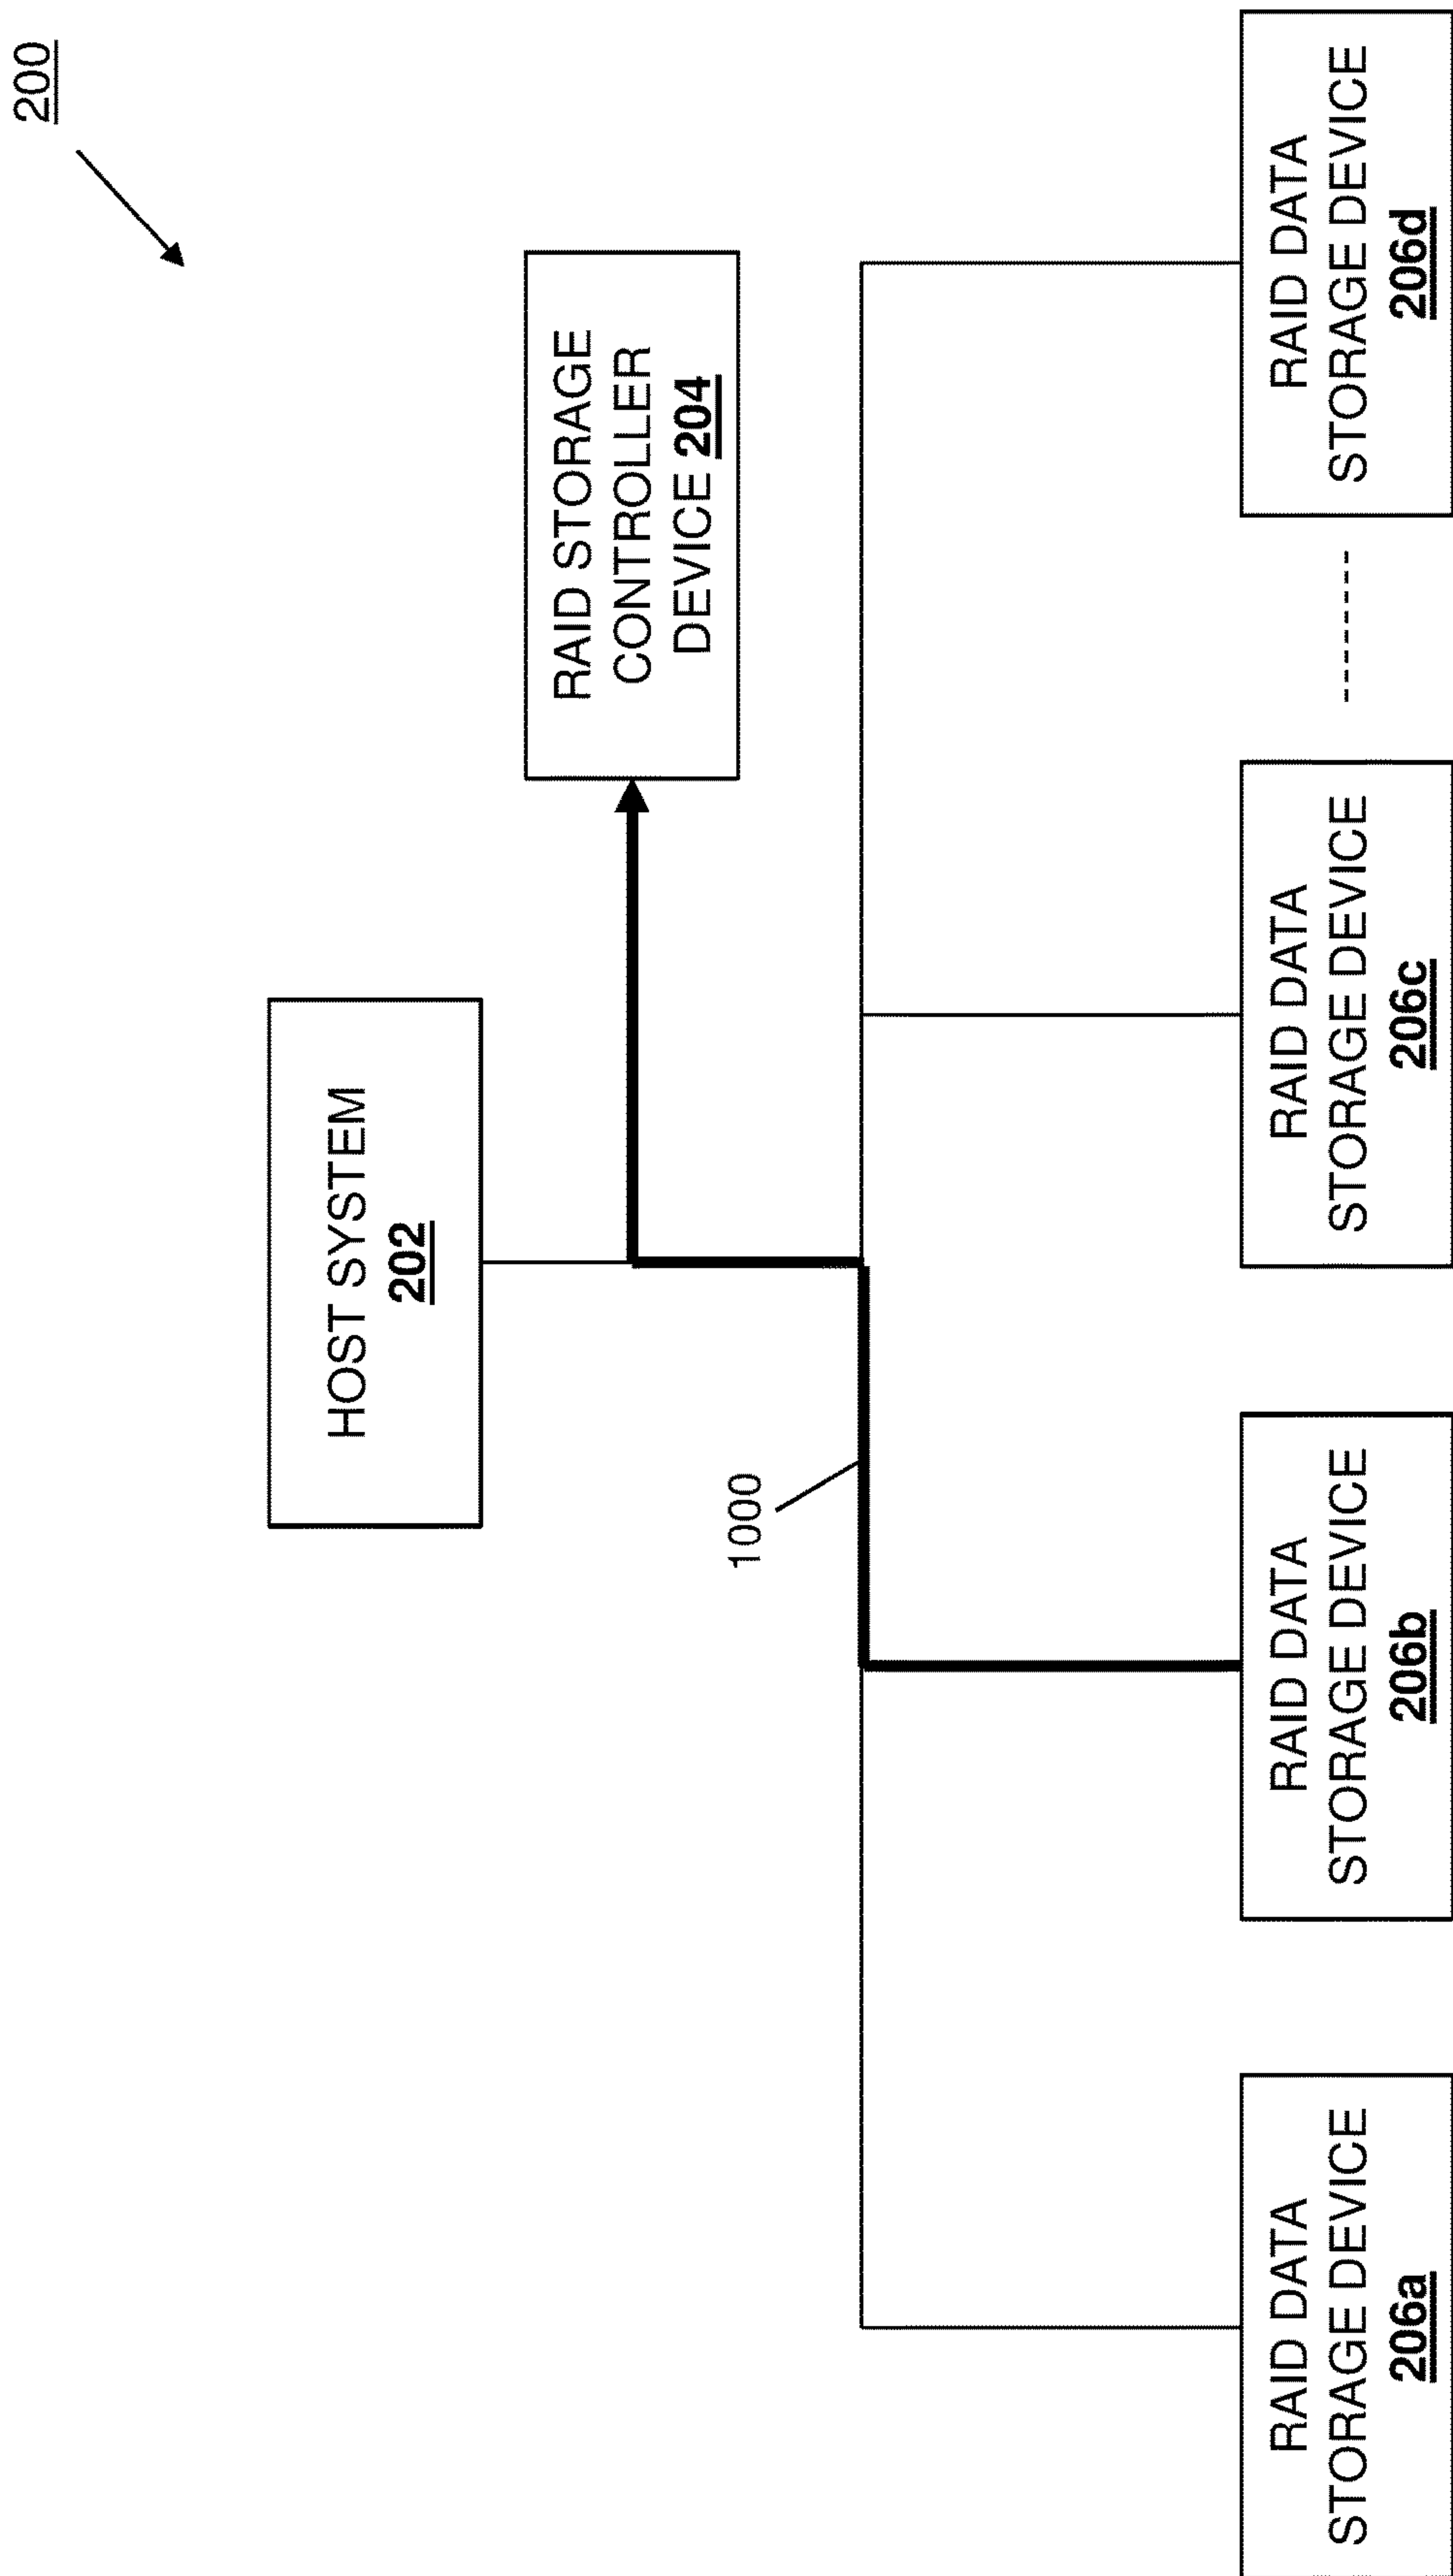 200
HOST SYSTEM
202
RAID STORAGE
CONTROLLER
DEVICE 204
1000
RAID DATA
STORAGE DEVICE
206a
RAID DATA
STORAGE DEVICE
206b
RAID DATA
STORAGE DEVICE
206c
RAID DATA
STORAGE DEVICE
206d